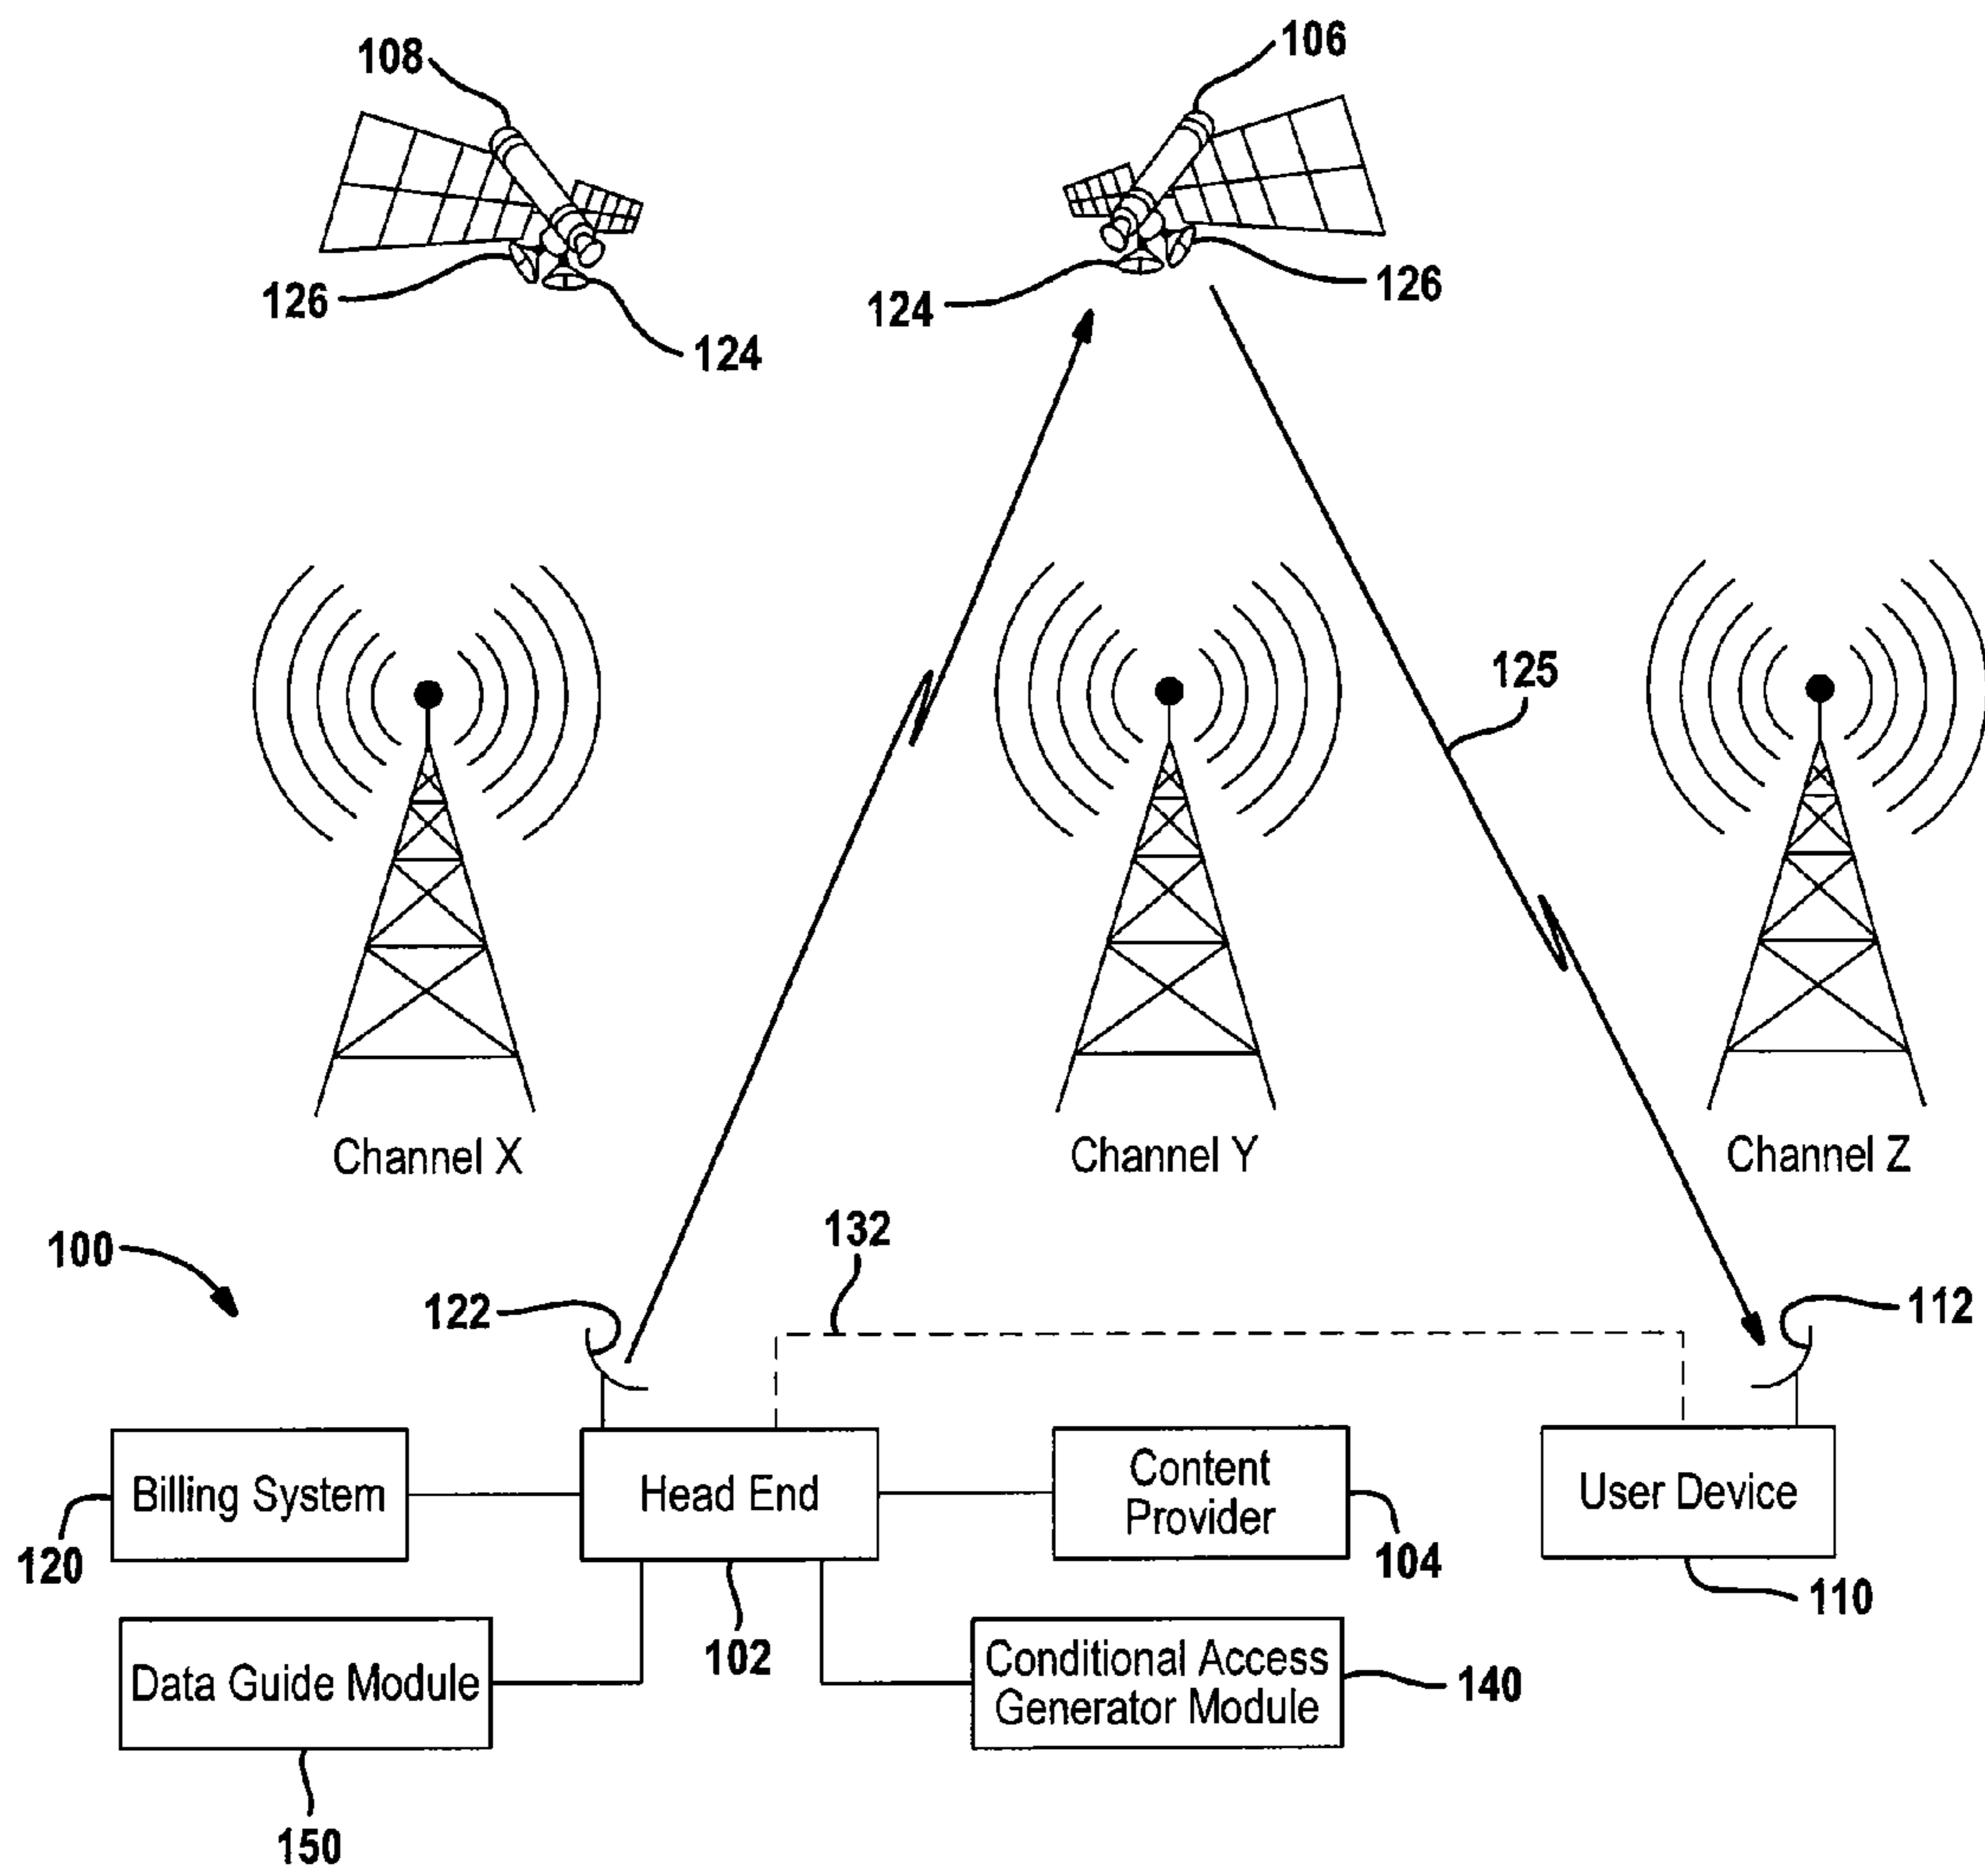 108
106
126
124
124
126
125
Channel X
Channel Y
Channel Z
100
132
122
112
Billing System
Head End
Content
Provider
User Device
120
104
110
102
Data Guide Module
Conditional Access
Generator Module
140
150